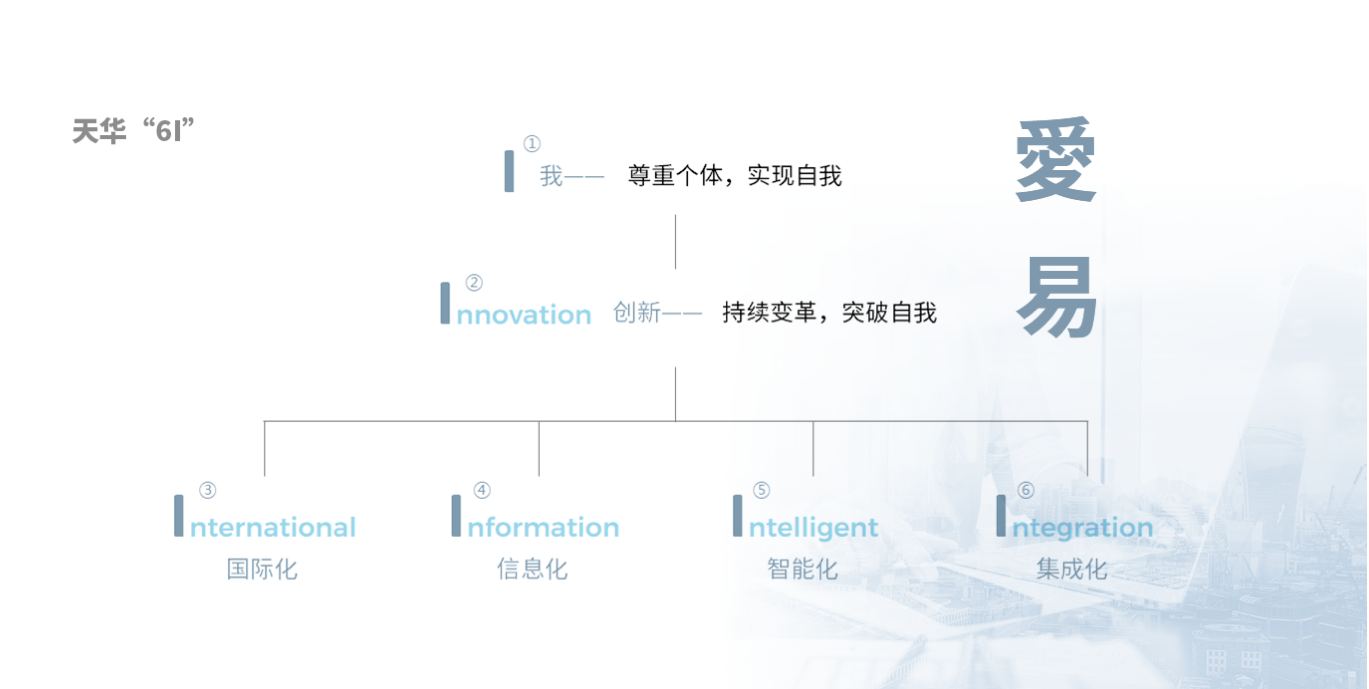 天华“6I”
①
I 我—— 尊重个体，实现自我
愛
易
②
Innovation 创新—— 持续变革，突破自我
③ ④ ⑤ ⑥
International Information Intelligent Integration
国际化 信息化 智能化 集成化